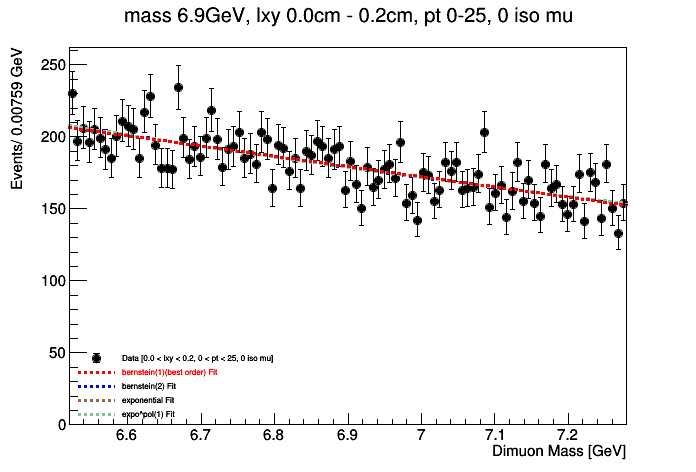 mass 6.9GeV, lxy 0.0cm - 0.2cm, pt 0-25, 0 iso mu
Events/ 0.00759 GeV
250
200
150
100
50
0
Data [0.0 < lxy < 0.2, 0 < pt < 25, 0 iso mu]
bernstein(1)(best order) Fit
bernstein(2) Fit
exponential Fit
expo*pol(1) Fit
6.6 6.7 6.8 6.9 7 7.1 7.2
Dimuon Mass [GeV]